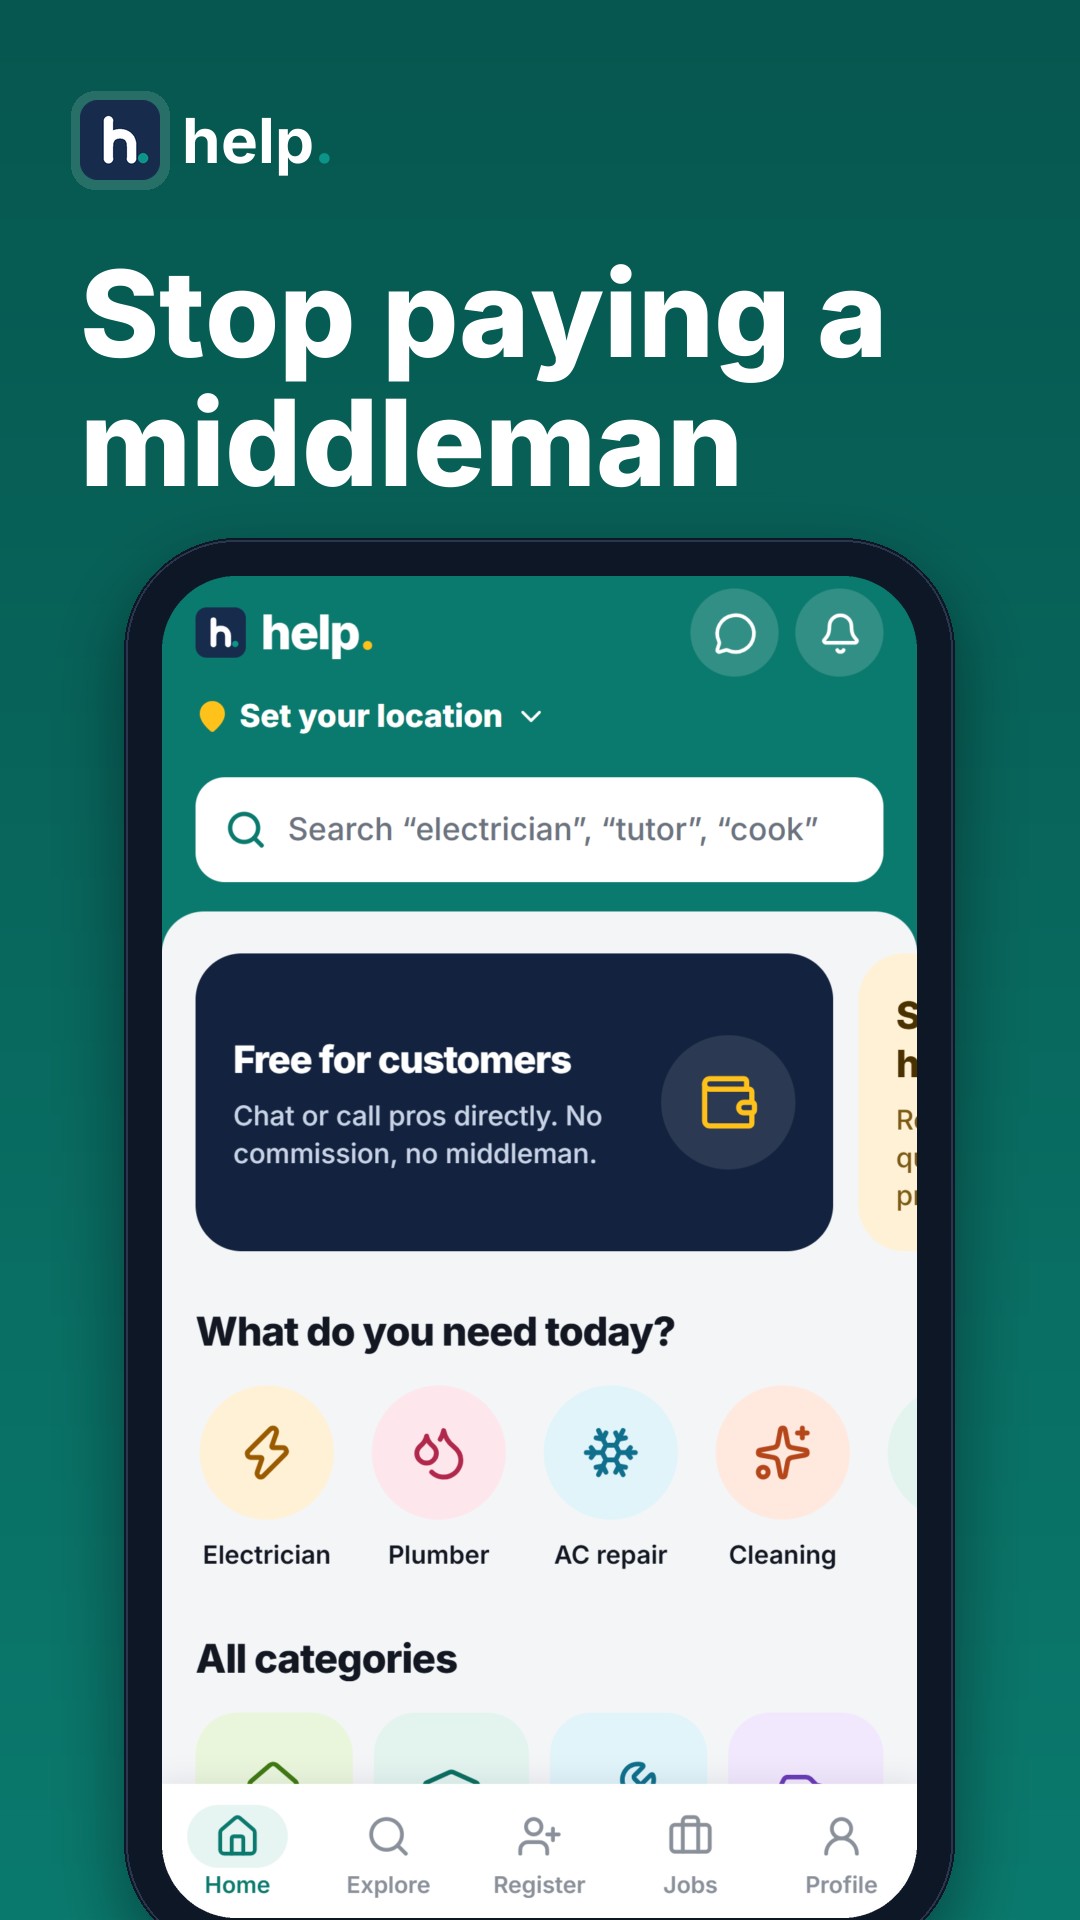 h.
help.
Stop paying a
middleman
h.
help.
Set your location
Search “electrician”, “tutor”, “cook”
Free for customers
Chat or call pros directly. No
commission, no middleman.
What do you need today?
Electrician
Plumber
AC repair
Cleaning
All categories
Home
Explore
Register
Jobs
Profile